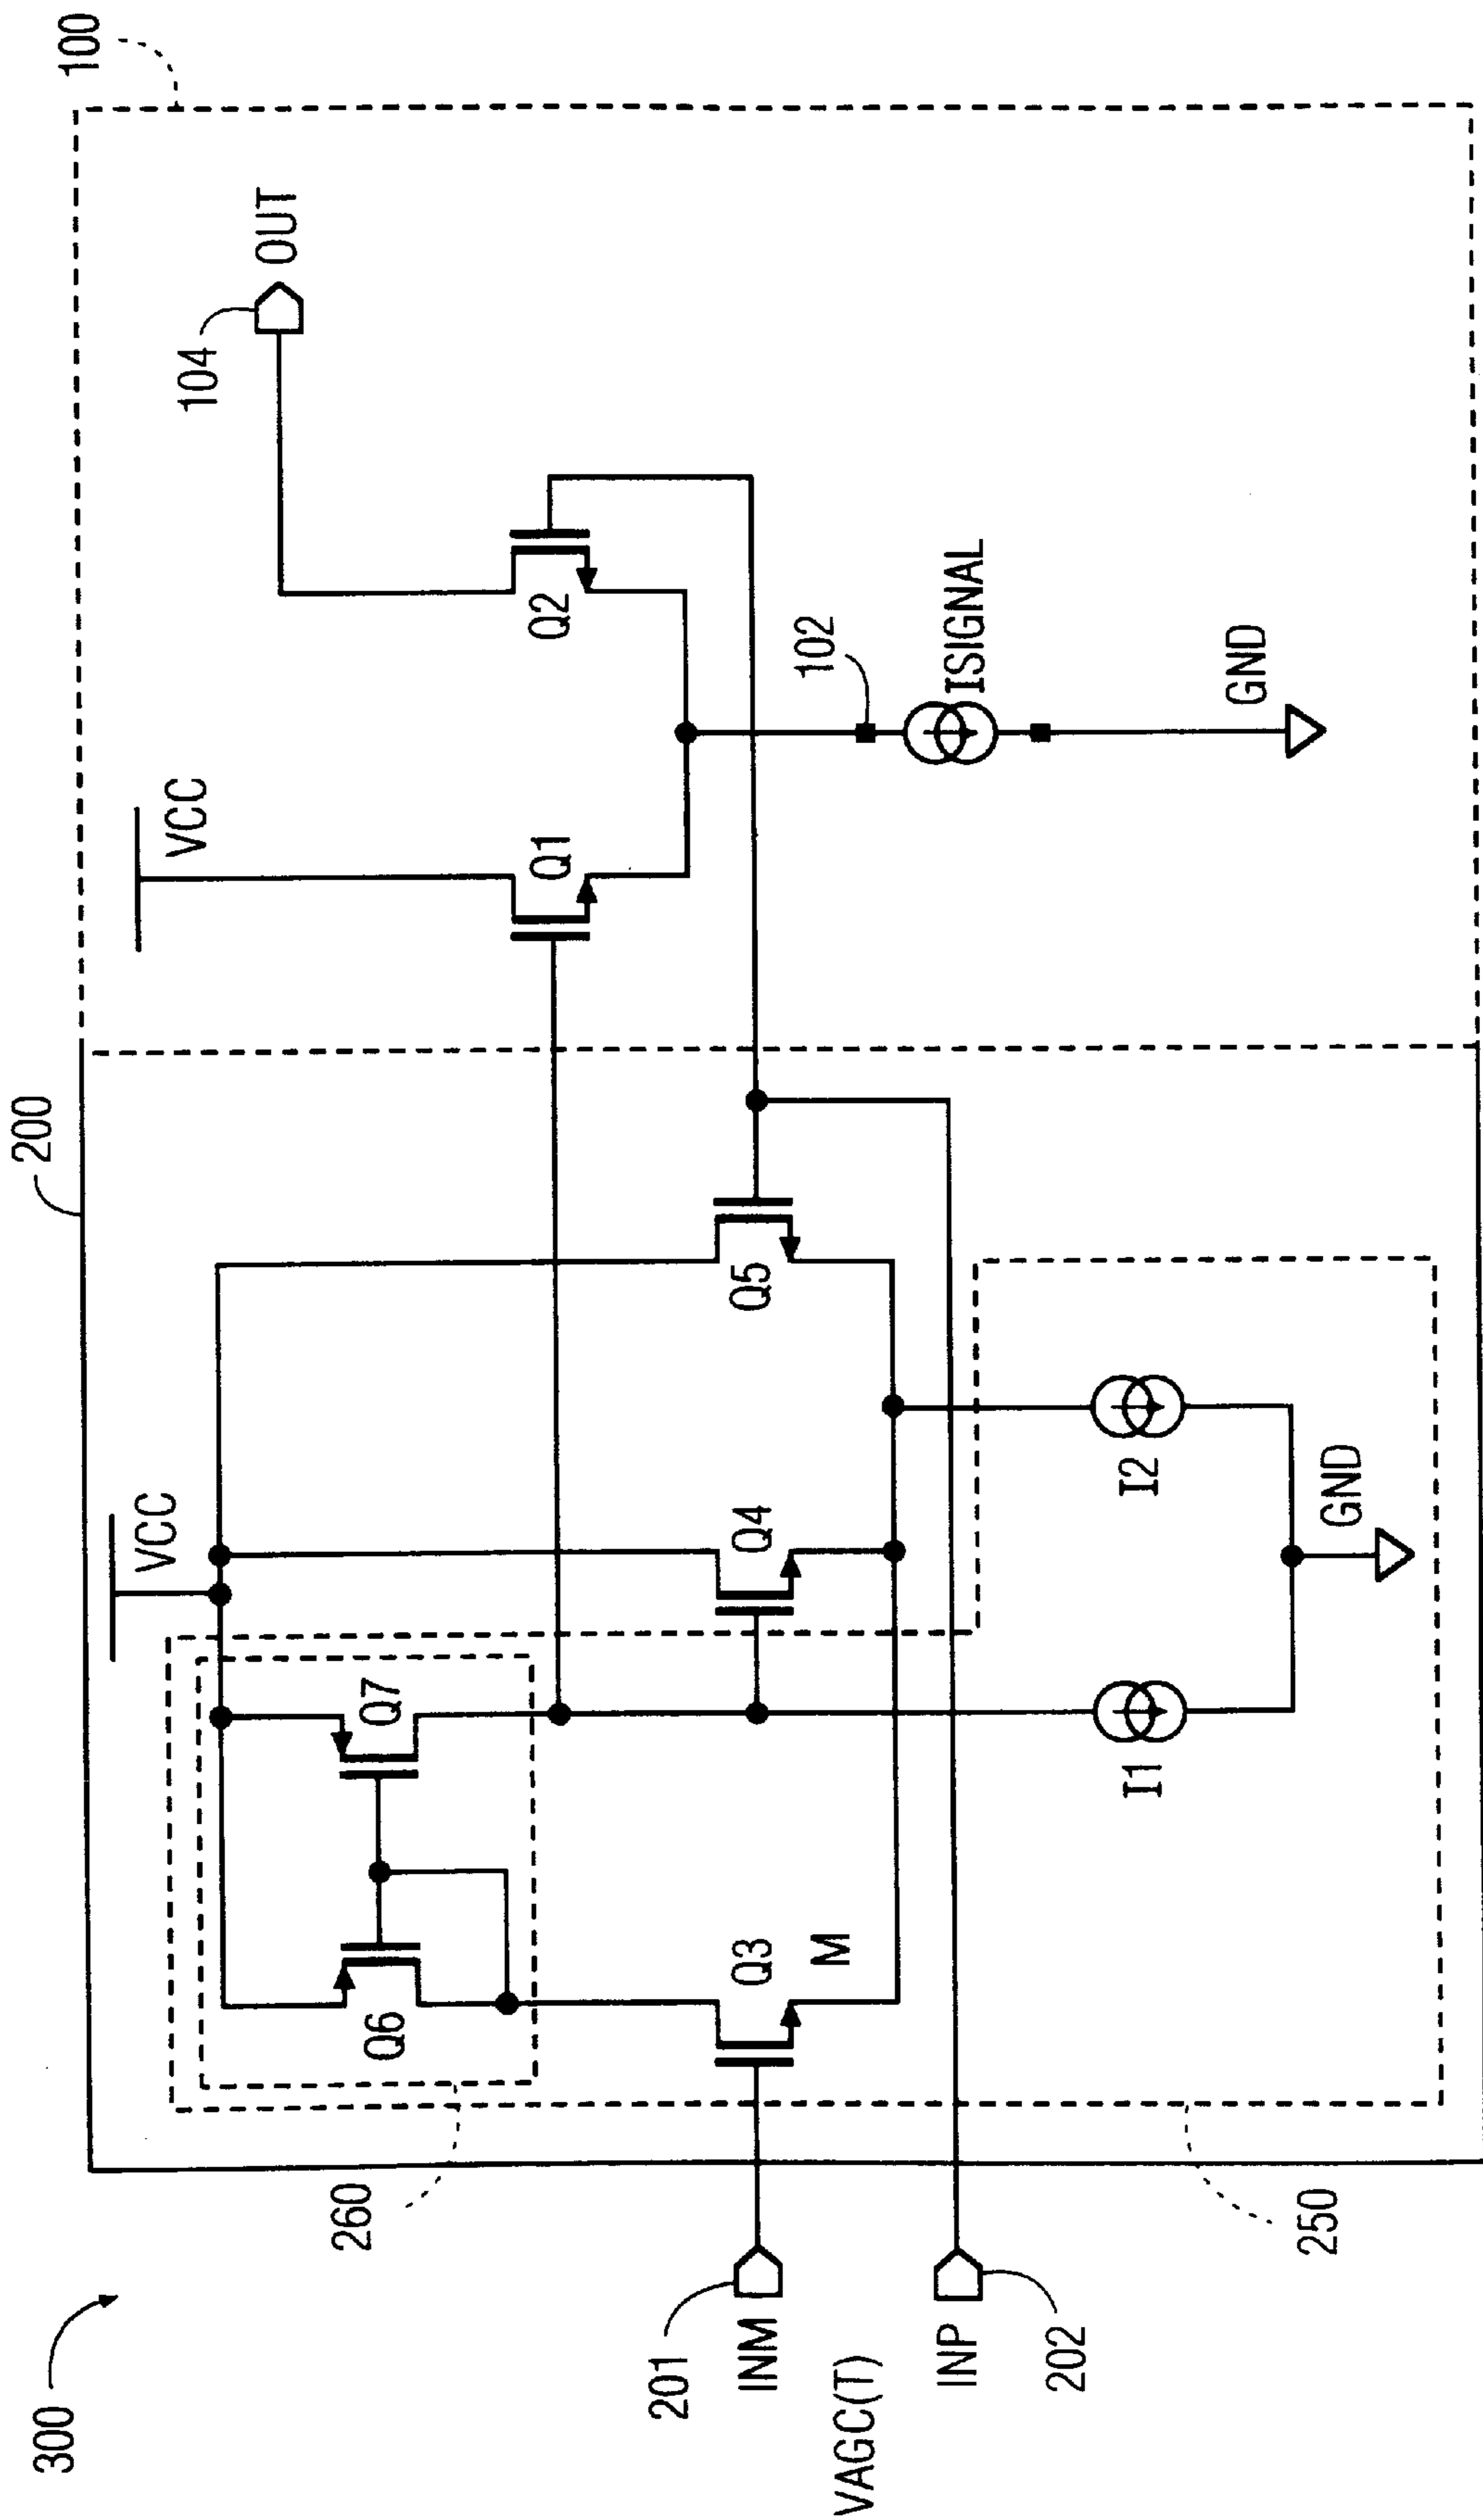 300
200
100
VCC
VCC
104
OUT
260
Q6
Q7
Q1
Q2
201
INM
Q3
Q4
Q5
102
VAGC(T)
M
INP
ISIGNAL
202
I1
I2
250
GND
GND